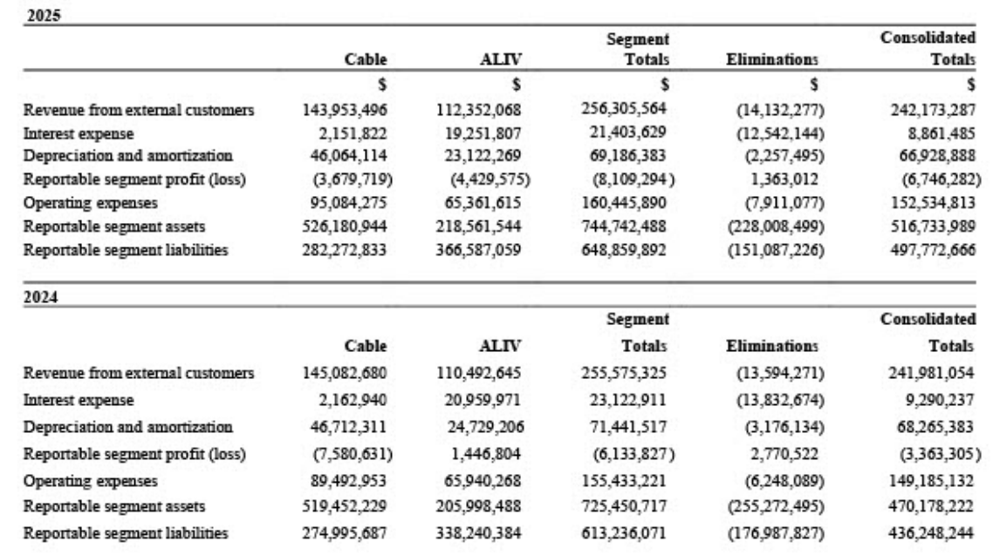 2025
Segment Consolidated
Cable ALIV Totals Eliminations Totals
$ $ $ $ $
Revenue from external customers 143,953,496 112,352,068 256,305,564 (14,132,277) 242,173,287
Interest expense 2,151,822 19,251,807 21,403,629 (12,542,144) 8,861,485
Depreciation and amortization 46,064,114 23,122,269 69,186,383 (2,257,495) 66,928,888
Reportable segment profit (loss) (3,679,719) (4,429,575) (8,109,294) 1,363,012 (6,746,282)
Operating expenses 95,084,275 65,361,615 160,445,890 (7,911,077) 152,534,813
Reportable segment assets 526,180,944 218,561,544 744,742,488 (228,008,499) 516,733,989
Reportable segment liabilities 282,272,833 366,587,059 648,859,892 (151,087,226) 497,772,666
2024
Segment Consolidated
Cable ALIV Totals Eliminations Totals
Revenue from external customers 145,082,680 110,492,645 255,575,325 (13,594,271) 241,981,054
Interest expense 2,162,940 20,959,971 23,122,911 (13,832,674) 9,290,237
Depreciation and amortization 46,712,311 24,729,206 71,441,517 (3,176,134) 68,265,383
Reportable segment profit (loss) (7,580,631) 1,446,804 (6,133,827) 2,770,522 (3,363,305)
Operating expenses 89,492,953 65,940,268 155,433,221 (6,248,089) 149,185,132
Reportable segment assets 519,452,229 205,998,488 725,450,717 (255,272,495) 470,178,222
Reportable segment liabilities 274,995,687 338,240,384 613,236,071 (176,987,827) 436,248,244